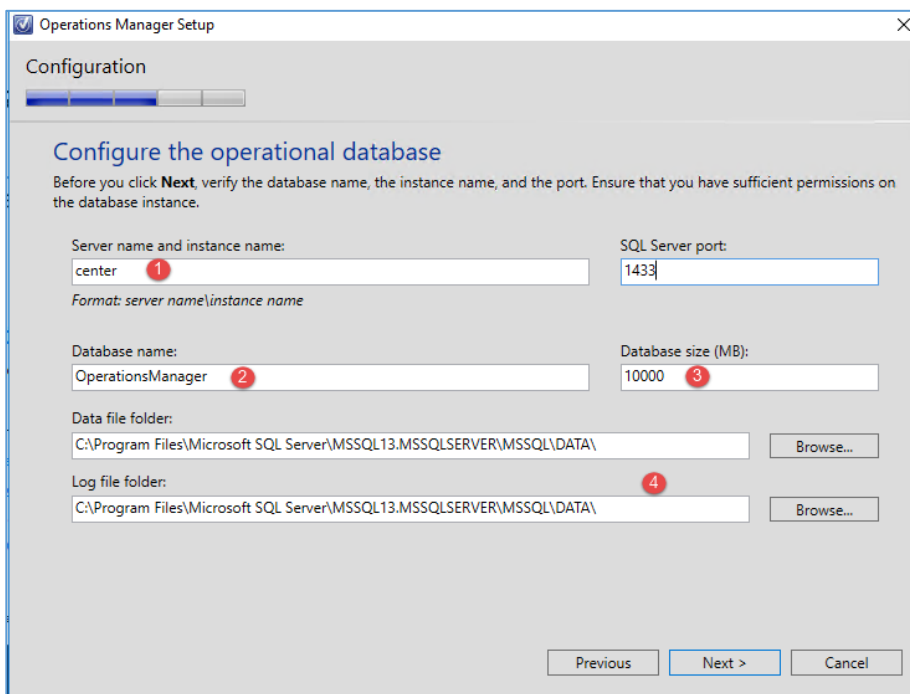 Operations Manager Setup
Configuration
Configure the operational database
Before you click Next, verify the database name, the instance name, and the port. Ensure that you have sufficient permissions on
the database instance.
Server name and instance name:
SQL Server port:
center
1
1433
Format: server name\instance name
Database name:
Database size (MB):
OperationsManager
2
10000
3
Data file folder:
C:\Program Files\Microsoft SQL Server\MSSQL13.MSSQLSERVER\MSSQL\DATA\
Browse...
Log file folder:
4
C:\Program Files\Microsoft SQL Server\MSSQL13.MSSQLSERVER\MSSQL\DATA\
Browse...
Previous
Next >
Cancel